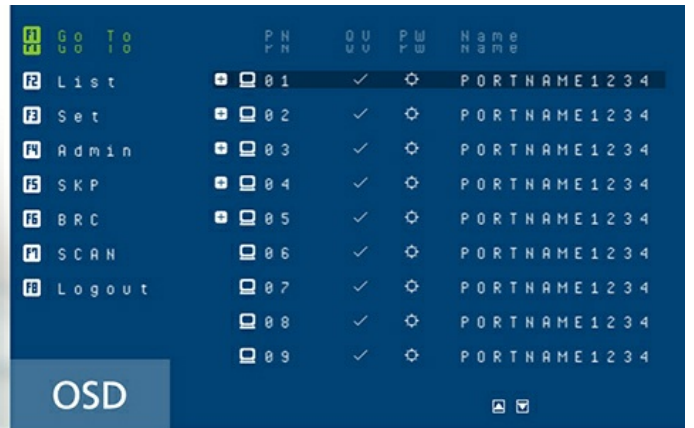 F1 Go To PN QV PW Name
F2 List 01 PORTNAME1234
F3 Set 02 PORTNAME1234
F4 Admin 03 PORTNAME1234
F5 SKP 04 PORTNAME1234
F6 BRC 05 PORTNAME1234
F7 SCAN 06 PORTNAME1234
F8 Logout 07 PORTNAME1234
08 PORTNAME1234
09 PORTNAME1234
OSD